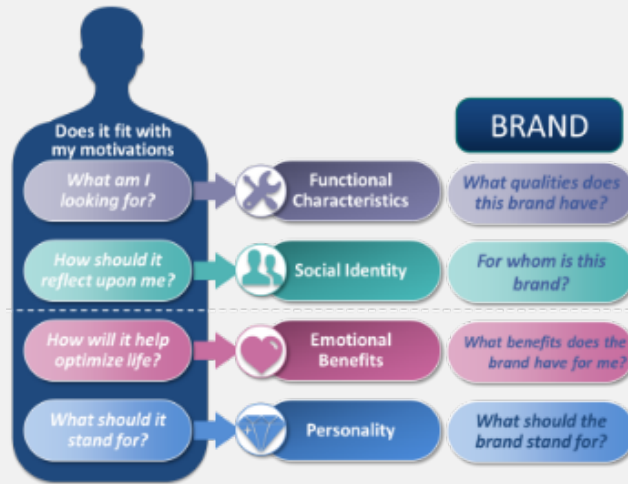 Does it fit with
my motivations
BRAND
What am I
looking for?
Functional
Characteristics
What qualities does
this brand have?
How should it
reflect upon me?
Social Identity
For whom is this
brand?
How will it help
optimize life?
Emotional
Benefits
What benefits does the
brand have for me?
What should it
stand for?
Personality
What should the
brand stand for?